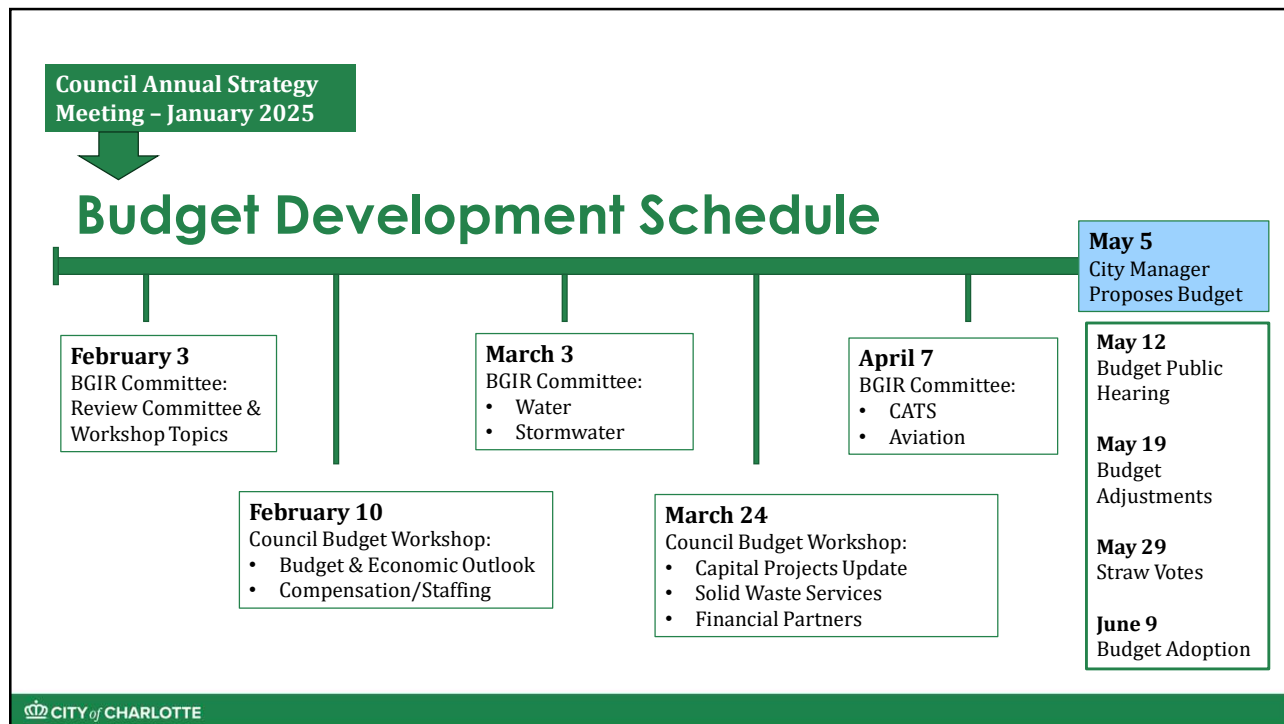 Council Annual Strategy
Meeting – January 2025
Budget Development Schedule
May 5
City Manager
Proposes Budget
February 3
BGIR Committee:
Review Committee &
Workshop Topics
March 3
BGIR Committee:
• Water
• Stormwater
April 7
BGIR Committee:
• CATS
• Aviation
February 10
Council Budget Workshop:
• Budget & Economic Outlook
• Compensation/Staffing
March 24
Council Budget Workshop:
• Capital Projects Update
• Solid Waste Services
• Financial Partners
May 12
Budget Public
Hearing
May 19
Budget
Adjustments
May 29
Straw Votes
June 9
Budget Adoption
CITY of CHARLOTTE